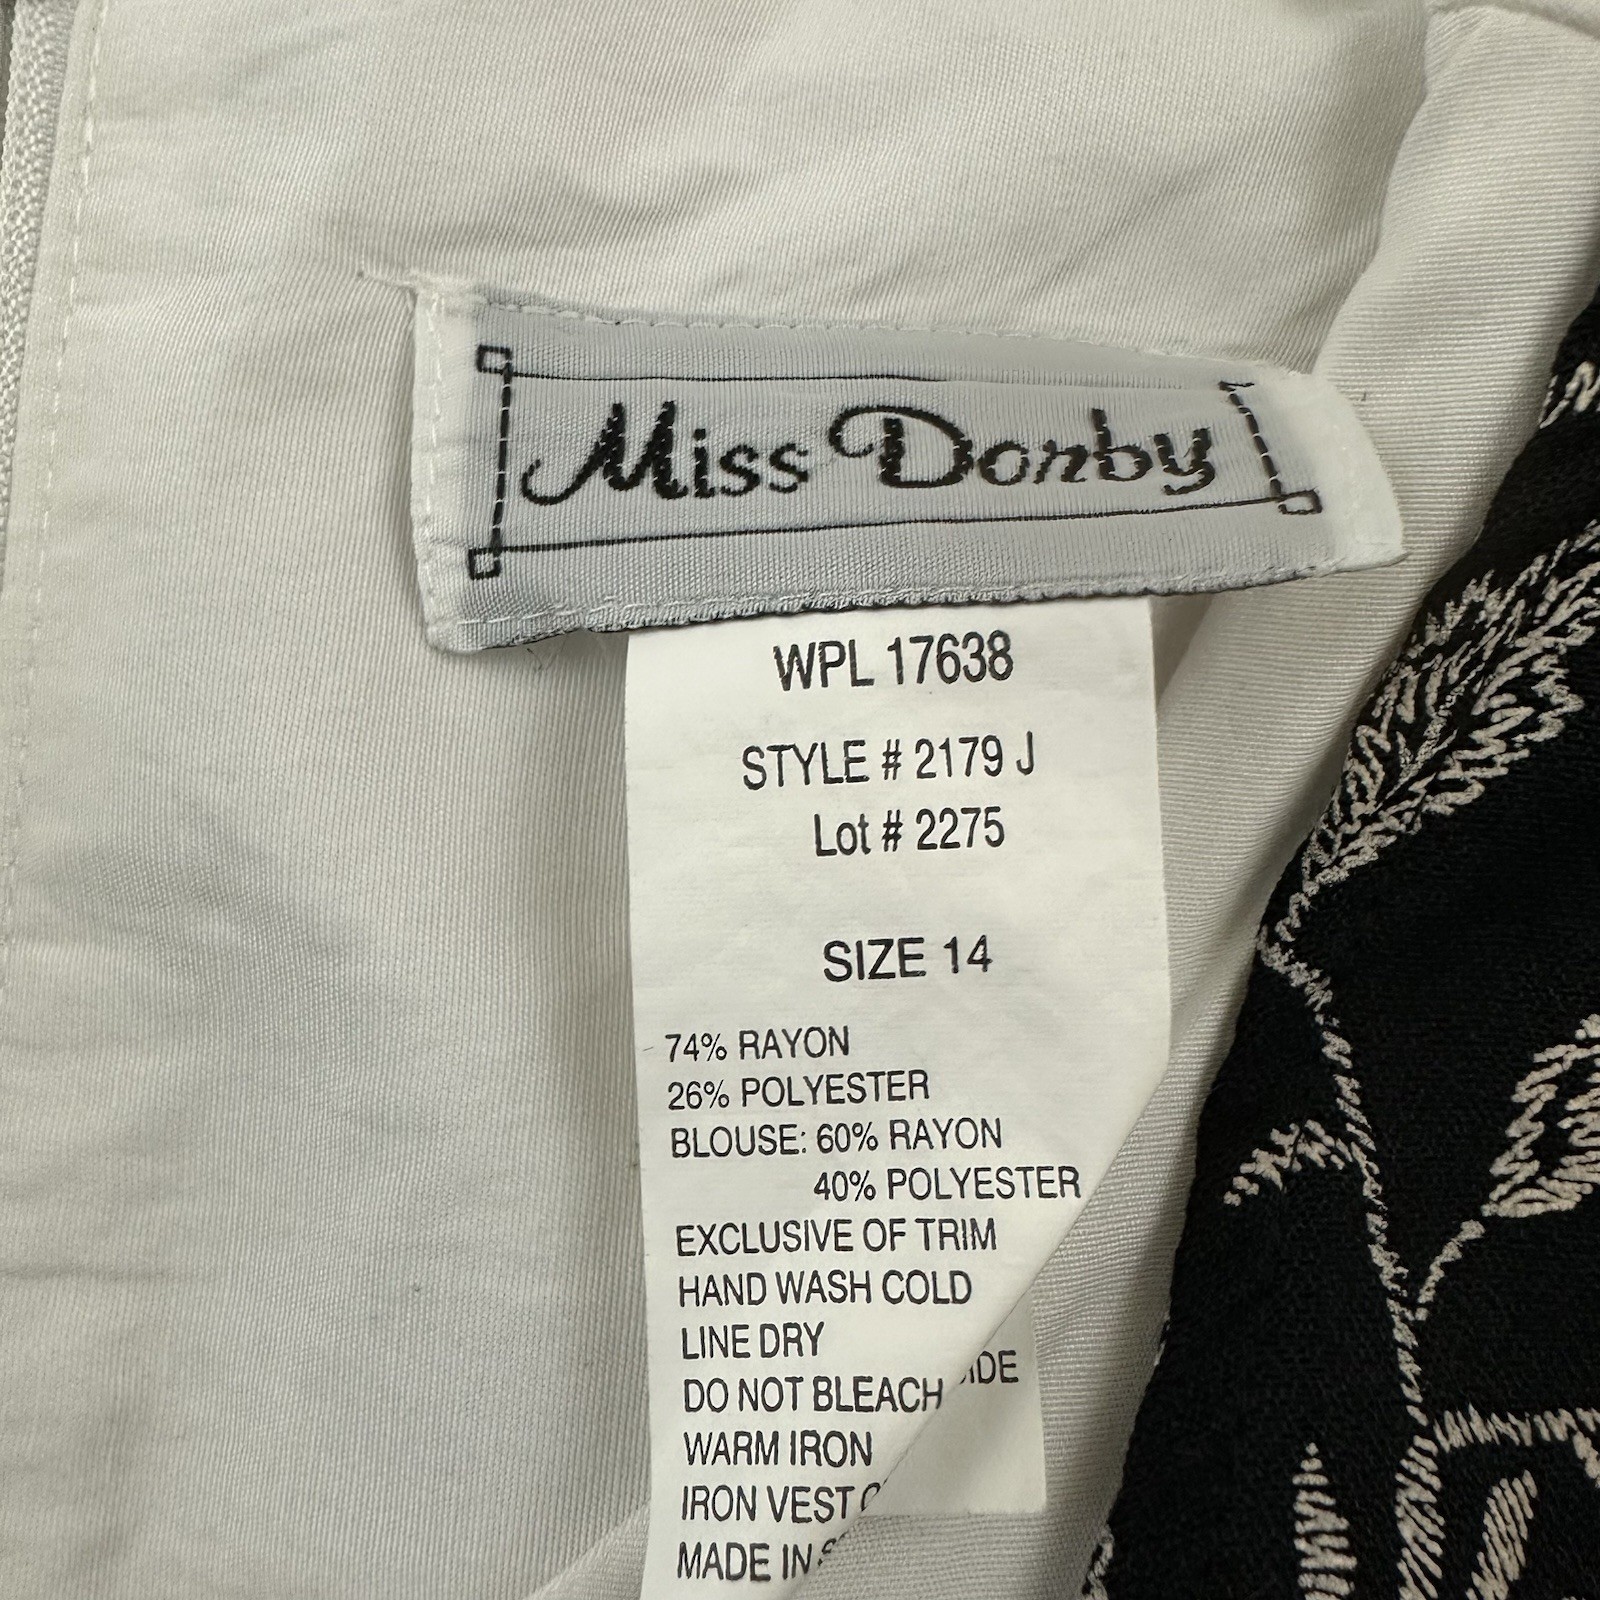 Miss Dorby
WPL 17638
STYLE # 2179 J
Lot # 2275
SIZE 14
74% RAYON
26% POLYESTER
BLOUSE: 60% RAYON
40% POLYESTER
EXCLUSIVE OF TRIM
HAND WASH COLD
LINE DRY
DO NOT BLEACH
WARM IRON
IRON VEST
MADE IN